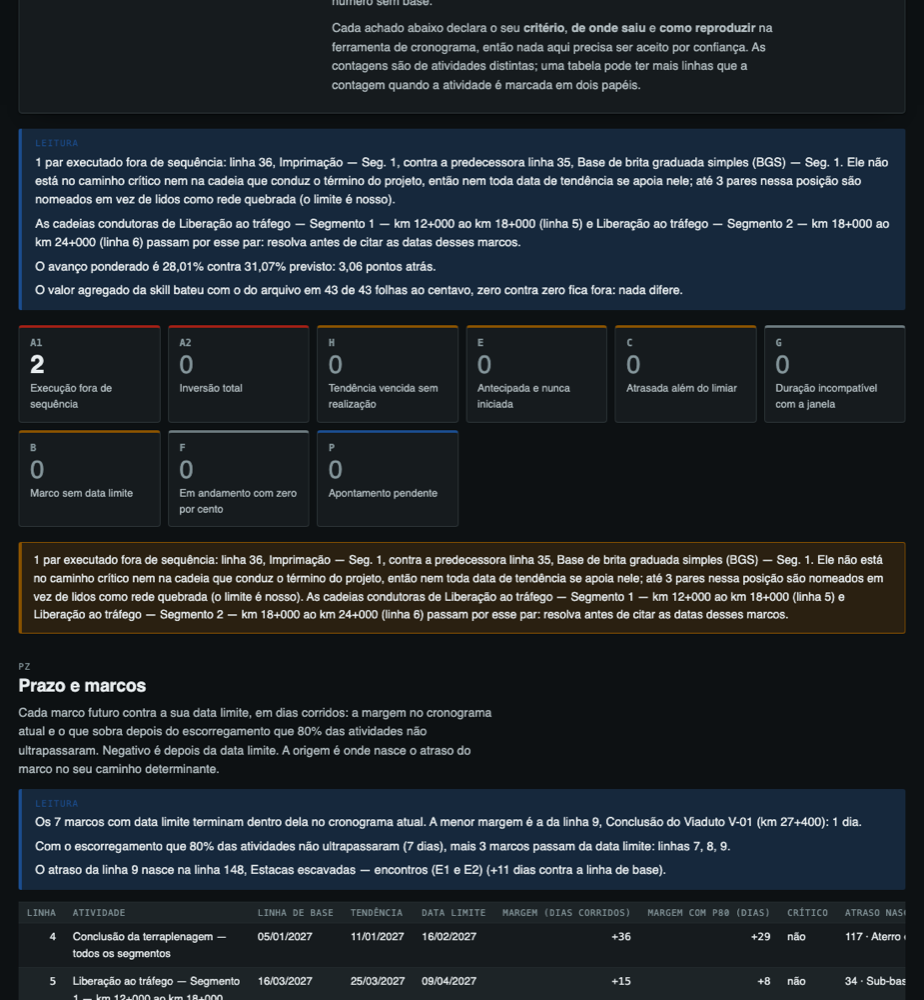 número sem base.
Cada achado abaixo declara o seu critério, de onde saiu e como reproduzir na
ferramenta de cronograma, então nada aqui precisa ser aceito por confiança. As
contagens são de atividades distintas; uma tabela pode ter mais linhas que a
contagem quando a atividade é marcada em dois papéis.
LEITURA
1 par executado fora de sequência: linha 36, Imprimação — Seg. 1, contra a predecessora linha 35, Base de brita graduada simples (BGS) — Seg. 1. Ele não
está no caminho crítico nem na cadeia que conduz o término do projeto, então nem toda data de tendência se apoia nele; até 3 pares nessa posição são
nomeados em vez de lidos como rede quebrada (o limite é nosso).
As cadeias condutoras de Liberação ao tráfego — Segmento 1 — km 12+000 ao km 18+000 (linha 5) e Liberação ao tráfego — Segmento 2 — km 18+000 ao
km 24+000 (linha 6) passam por esse par: resolva antes de citar as datas desses marcos.
O avanço ponderado é 28,01% contra 31,07% previsto: 3,06 pontos atrás.
O valor agregado da skill bateu com o do arquivo em 43 de 43 folhas ao centavo, zero contra zero fica fora: nada difere.
A1
2
Execução fora de
sequência
A2
0
Inversão total
H
0
Tendência vencida sem
realização
E
0
Antecipada e nunca
iniciada
C
0
Atrasada além do limiar
G
0
Duração incompatível
com a janela
B
0
Marco sem data limite
F
0
Em andamento com zero
por cento
P
0
Apontamento pendente
1 par executado fora de sequência: linha 36, Imprimação — Seg. 1, contra a predecessora linha 35, Base de brita graduada simples (BGS) — Seg. 1. Ele não está
no caminho crítico nem na cadeia que conduz o término do projeto, então nem toda data de tendência se apoia nele; até 3 pares nessa posição são nomeados em
vez de lidos como rede quebrada (o limite é nosso). As cadeias condutoras de Liberação ao tráfego — Segmento 1 — km 12+000 ao km 18+000 (linha 5) e
Liberação ao tráfego — Segmento 2 — km 18+000 ao km 24+000 (linha 6) passam por esse par: resolva antes de citar as datas desses marcos.
PZ
Prazo e marcos
Cada marco futuro contra a sua data limite, em dias corridos: a margem no cronograma
atual e o que sobra depois do escorregamento que 80% das atividades não
ultrapassaram. Negativo é depois da data limite. A origem é onde nasce o atraso do
marco no seu caminho determinante.
LEITURA
Os 7 marcos com data limite terminam dentro dela no cronograma atual. A menor margem é a da linha 9, Conclusão do Viaduto V-01 (km 27+400): 1 dia.
Com o escorregamento que 80% das atividades não ultrapassaram (7 dias), mais 3 marcos passam da data limite: linhas 7, 8, 9.
O atraso da linha 9 nasce na linha 148, Estacas escavadas — encontros (E1 e E2) (+11 dias contra a linha de base).
LINHA ATIVIDADE LINHA DE BASE TENDÊNCIA DATA LIMITE MARGEM (DIAS CORRIDOS) MARGEM COM P80 (DIAS) CRÍTICO ATRASO NASC
4 Conclusão da terraplenagem — 05/01/2027 11/01/2027 16/02/2027 +36 +29 não 117 · Aterro
todos os segmentos
5 Liberação ao tráfego — Segmento 16/03/2027 25/03/2027 09/04/2027 +15 +8 não 34 · Sub-bas
1 — km 12+000 ao km 18+000